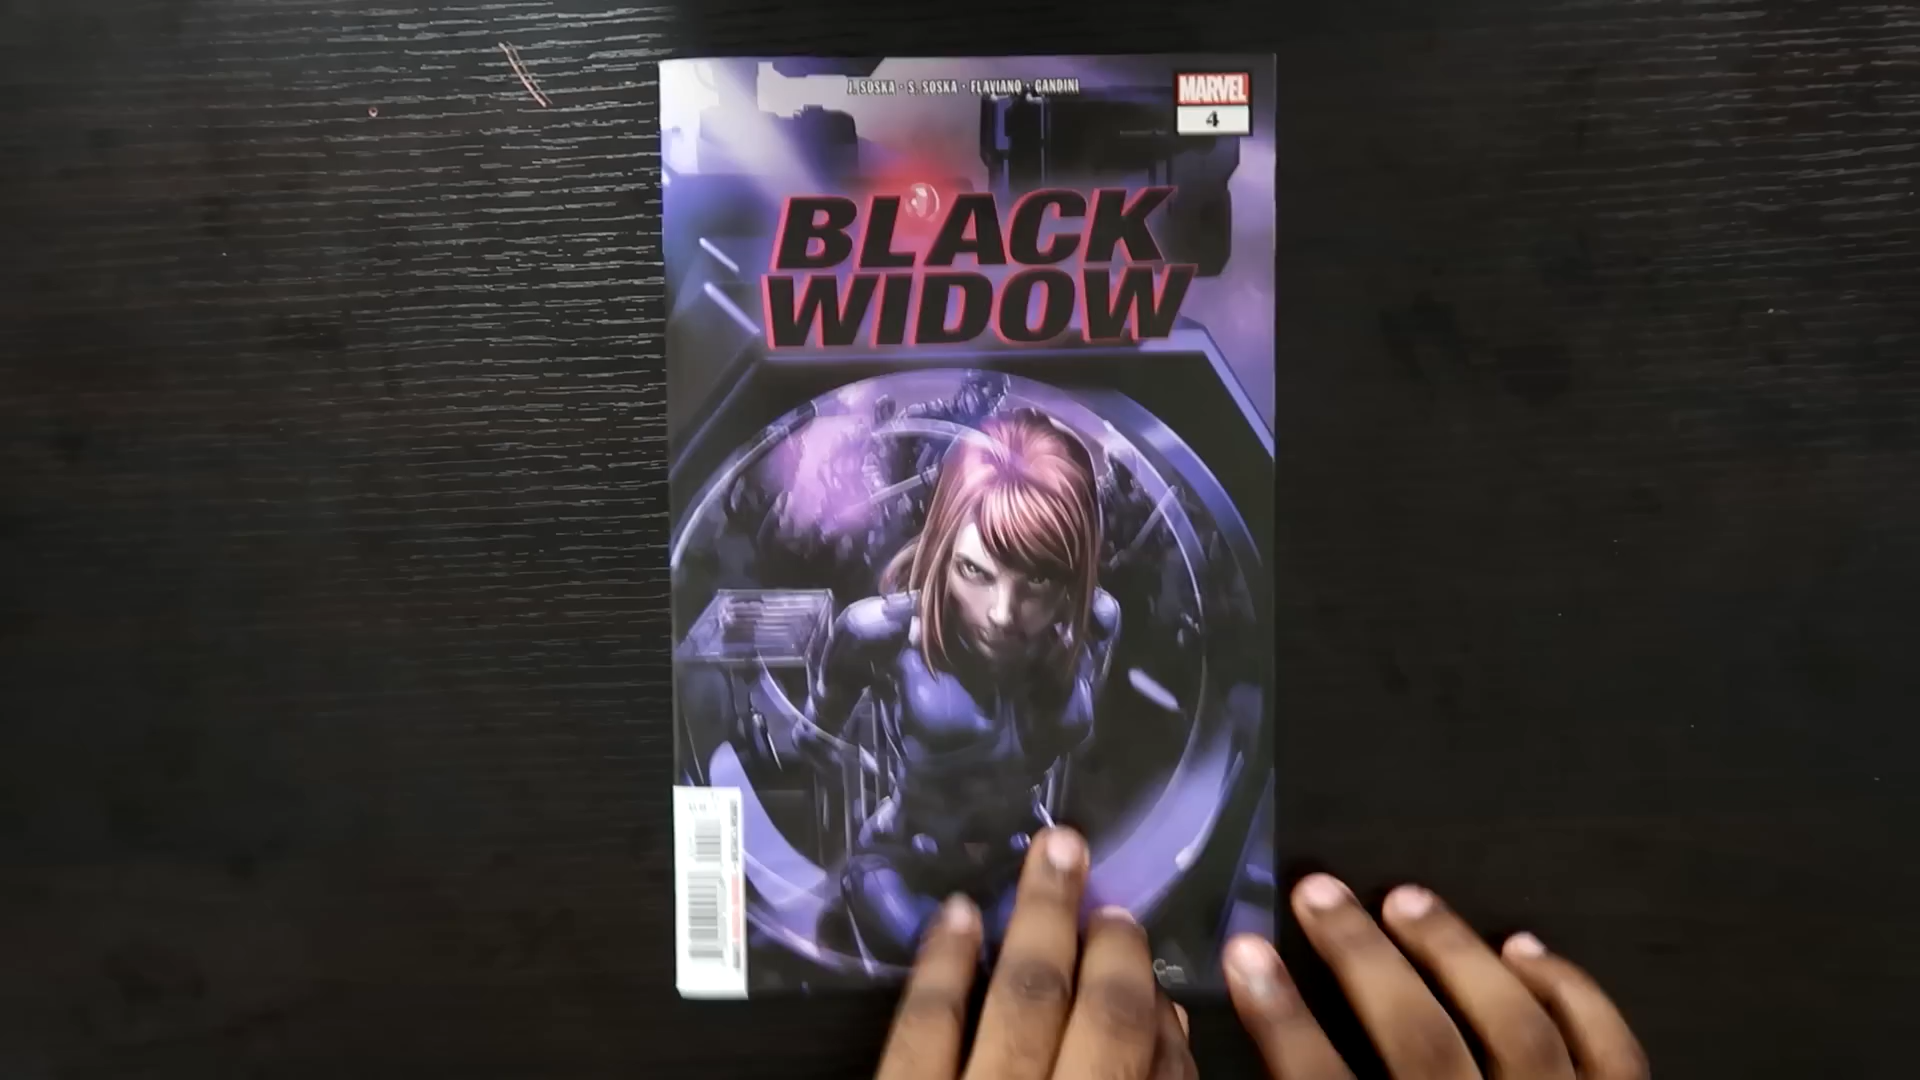 J. SOSKA · S. SOSKA · FLAVIANO · GANDINI
MARVEL
4
BLACK
WIDOW